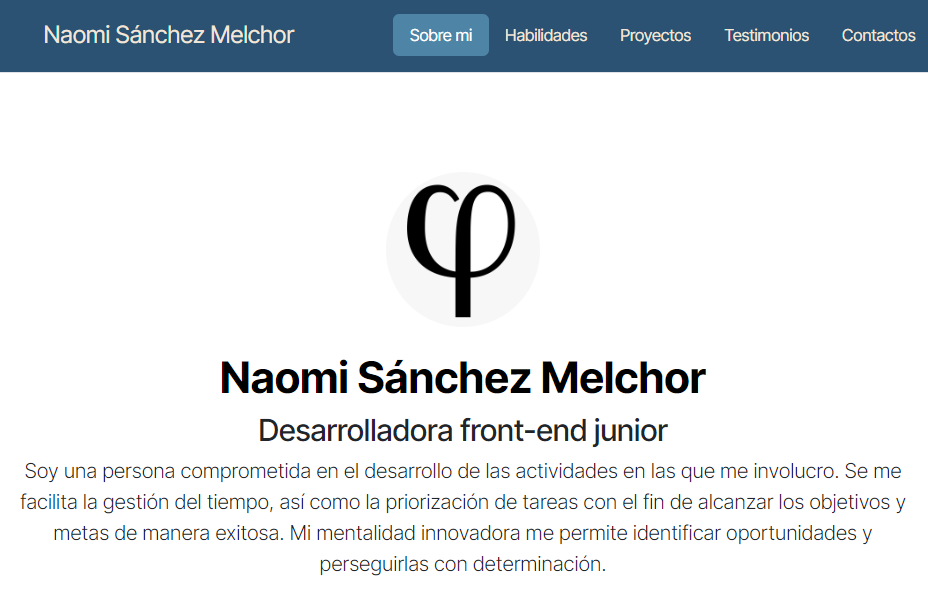 Naomi Sánchez Melchor
Sobre mi
Habilidades
Proyectos
Testimonios
Contactos
φ
Naomi Sánchez Melchor
Desarrolladora front-end junior
Soy una persona comprometida en el desarrollo de las actividades en las que me involucro. Se me
facilita la gestión del tiempo, así como la priorización de tareas con el fin de alcanzar los objetivos y
metas de manera exitosa. Mi mentalidad innovadora me permite identificar oportunidades y
perseguirlas con determinación.